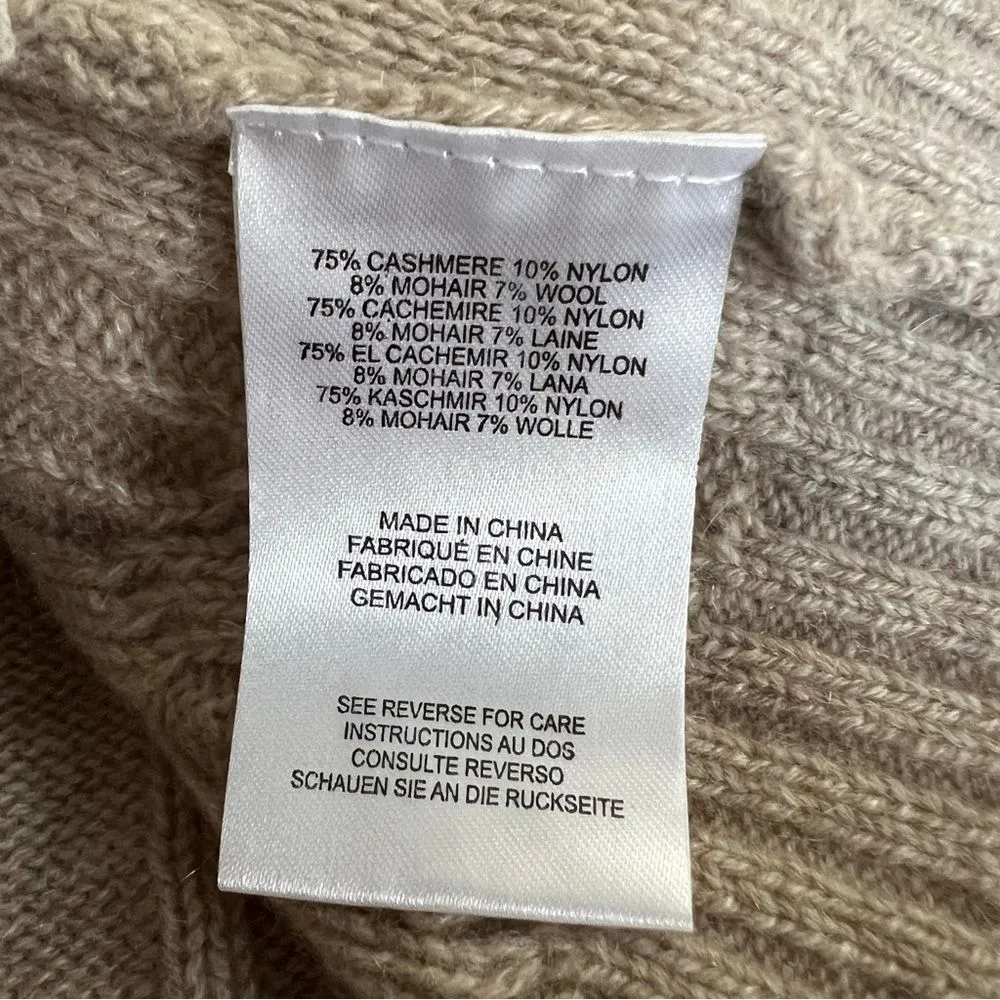 75% CASHMERE 10% NYLON
8% MOHAIR 7% WOOL
75% CACHEMIRE 10% NYLON
8% MOHAIR 7% LAINE
75% EL CACHEMIR 10% NYLON
8% MOHAIR 7% LANA
75% KASCHMIR 10% NYLON
8% MOHAIR 7% WOLLE
MADE IN CHINA
FABRIQUÉ EN CHINE
FABRICADO EN CHINA
GEMACHT IN CHINA
SEE REVERSE FOR CARE
INSTRUCTIONS AU DOS
CONSULTE REVERSO
SCHAUEN SIE AN DIE RUCKSEITE